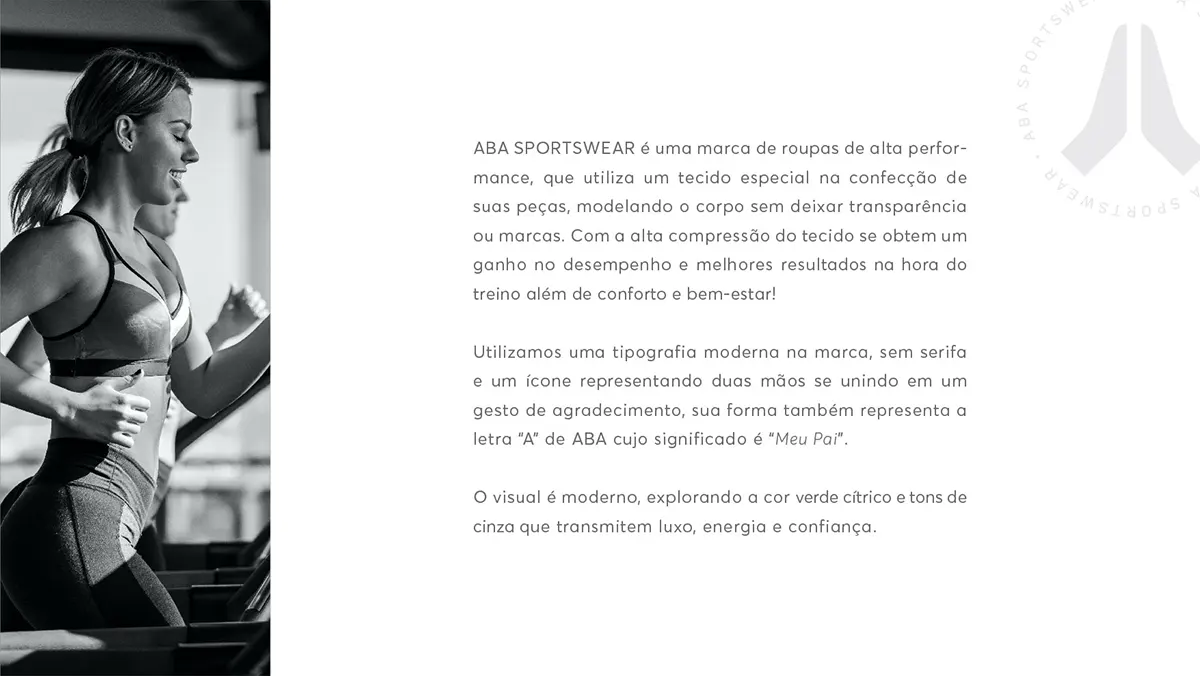 ABA SPORTSWEAR é uma marca de roupas de alta perfor-
mance, que utiliza um tecido especial na confecção de
suas peças, modelando o corpo sem deixar transparência
ou marcas. Com a alta compressão do tecido se obtem um
ganho no desempenho e melhores resultados na hora do
treino além de conforto e bem-estar!
Utilizamos uma tipografia moderna na marca, sem serifa
e um ícone representando duas mãos se unindo em um
gesto de agradecimento, sua forma também representa a
letra “A” de ABA cujo significado é “Meu Pai”.
O visual é moderno, explorando a cor verde cítrico e tons de
cinza que transmitem luxo, energia e confiança.
ABA SPORTSWEAR • ABA SPORTSWE
SPORTSWEAR